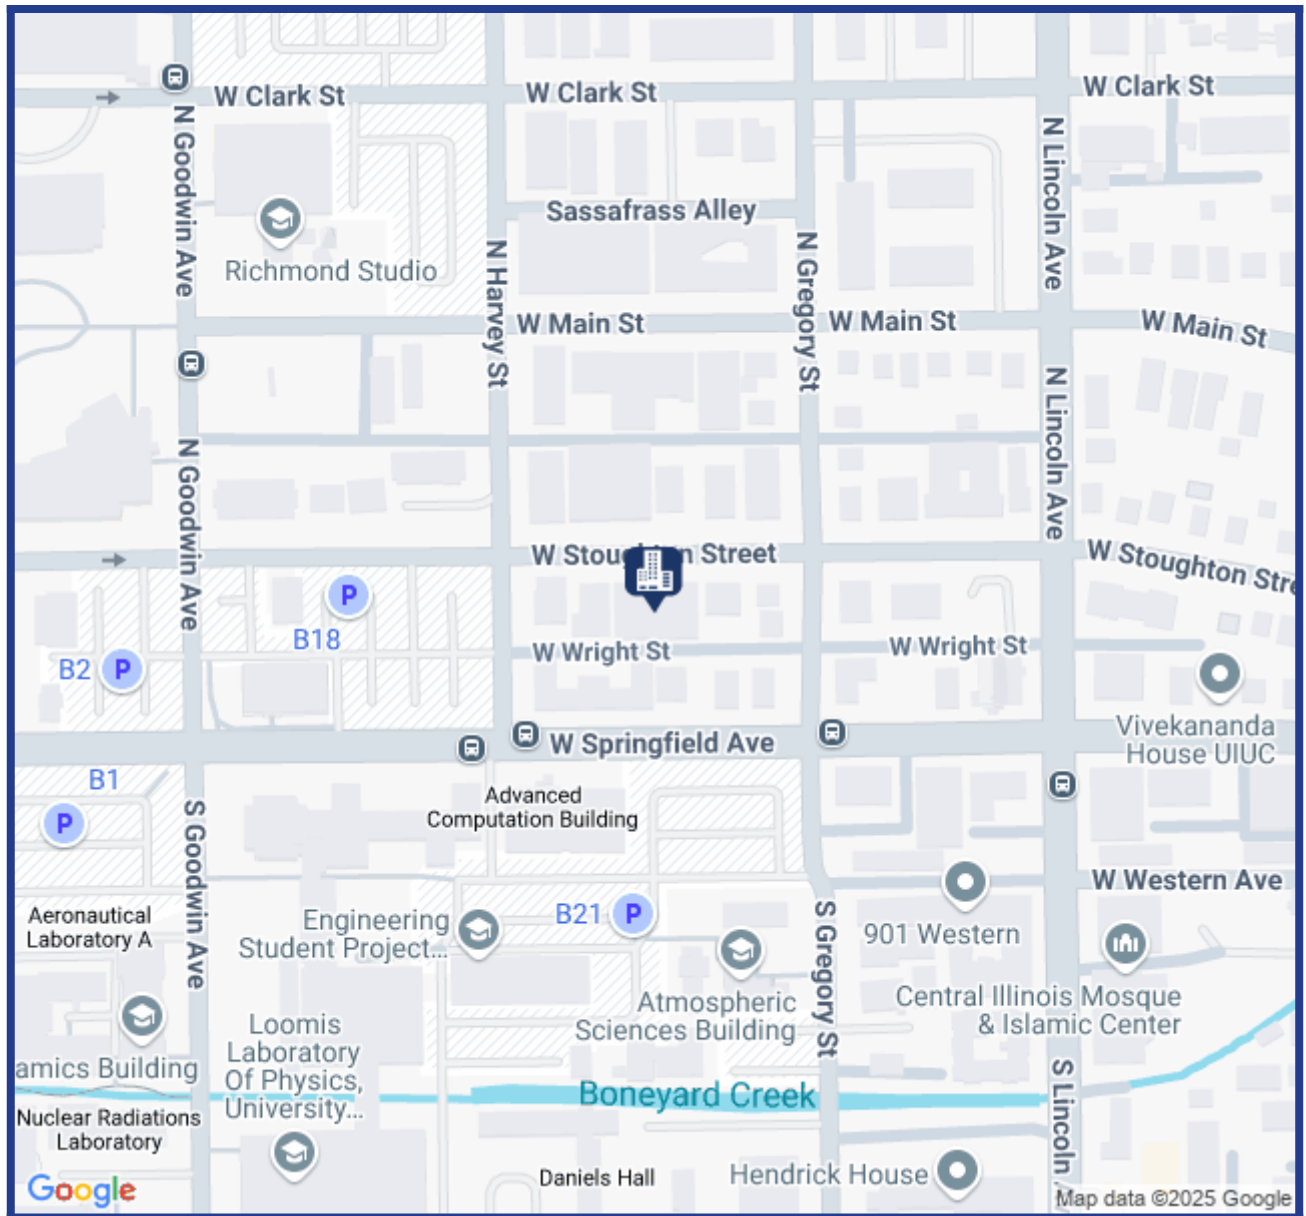 W Clark St
W Clark St
W Clark St
N Goodwin Ave
N Lincoln Ave
Sassafrass Alley
Richmond Studio
N Harvey St
N Gregory St
W Main St
W Main St
W Main St
N Goodwin Ave
N Lincoln Ave
W Stoughton Stre
W Sto
n Street
B18
B2
W Wright St
W Wright St
Vivekananda
House UIUC
W Springfield Ave
B1
Advanced
Computation Building
S Goodwin Ave
W Western Ave
Aeronautical
Laboratory A
Engineering
Student Project...
B21
S Gregory St
901 Western
Atmospheric
Sciences Building
Central Illinois Mosque
& Islamic Center
Loomis
Laboratory
Of Physics,
University...
amics Building
Boneyard Creek
S Lincoln
Nuclear Radiations
Laboratory
Daniels Hall
Hendrick House
P
P
P
P
Google
Map data ©2025 Google